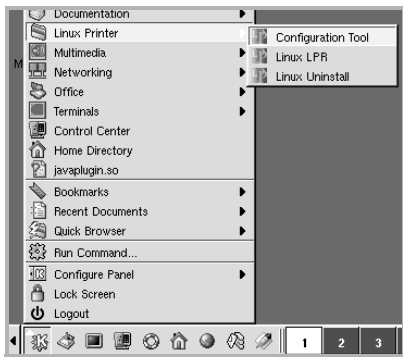 Documentation
Linux Printer
Configuration Tool
Multimedia
Linux LPR
M
Networking
Linux Uninstall
Office
Terminals
Control Center
Home Directory
javaplugin.so
Bookmarks
Recent Documents
Quick Browser
Run Command...
Configure Panel
Lock Screen
Logout
1 2 3